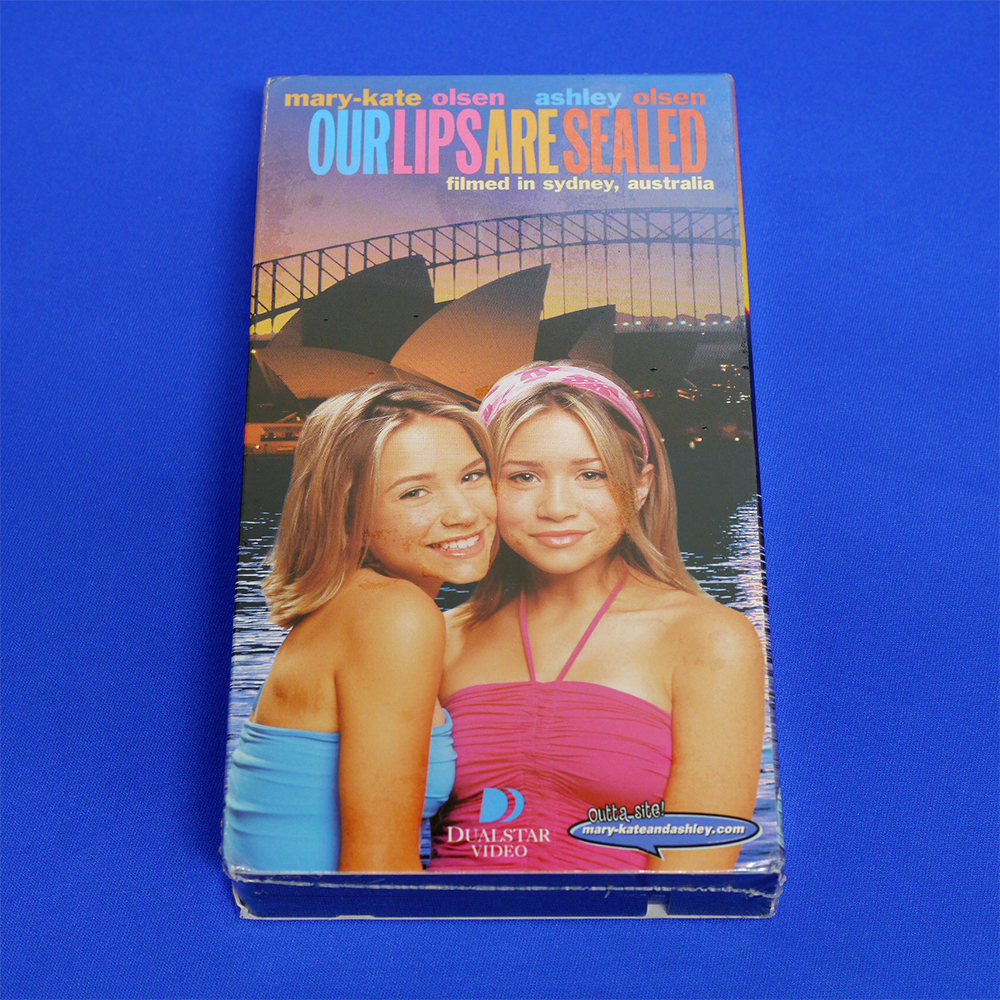 mary-kate olsen ashley olsen
OUR LIPS ARE SEALED
filmed in sydney, australia
DUALSTAR
VIDEO
Outta site!
mary-kateandashley.com